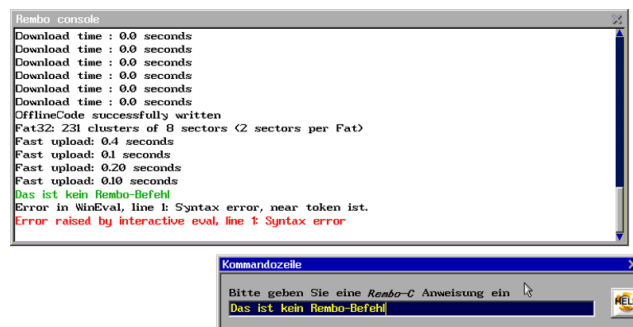 Rembo console
Download time : 0.0 seconds
Download time : 0.0 seconds
Download time : 0.0 seconds
Download time : 0.0 seconds
Download time : 0.0 seconds
Download time : 0.0 seconds
OfflineCode successfully written
Fat32: 231 clusters of 8 sectors (2 sectors per Fat)
Fast upload: 0.4 seconds
Fast upload: 0.1 seconds
Fast upload: 0.20 seconds
Fast upload: 0.10 seconds
Das ist kein Rembo-Befehl
Error in WinEval, line 1: Syntax error, near token ist.
Error raised by interactive eval, line 1: Syntax error
Kommandozeile
Bitte geben Sie eine Rembo-C Anweisung ein
Das ist kein Rembo-Befehl